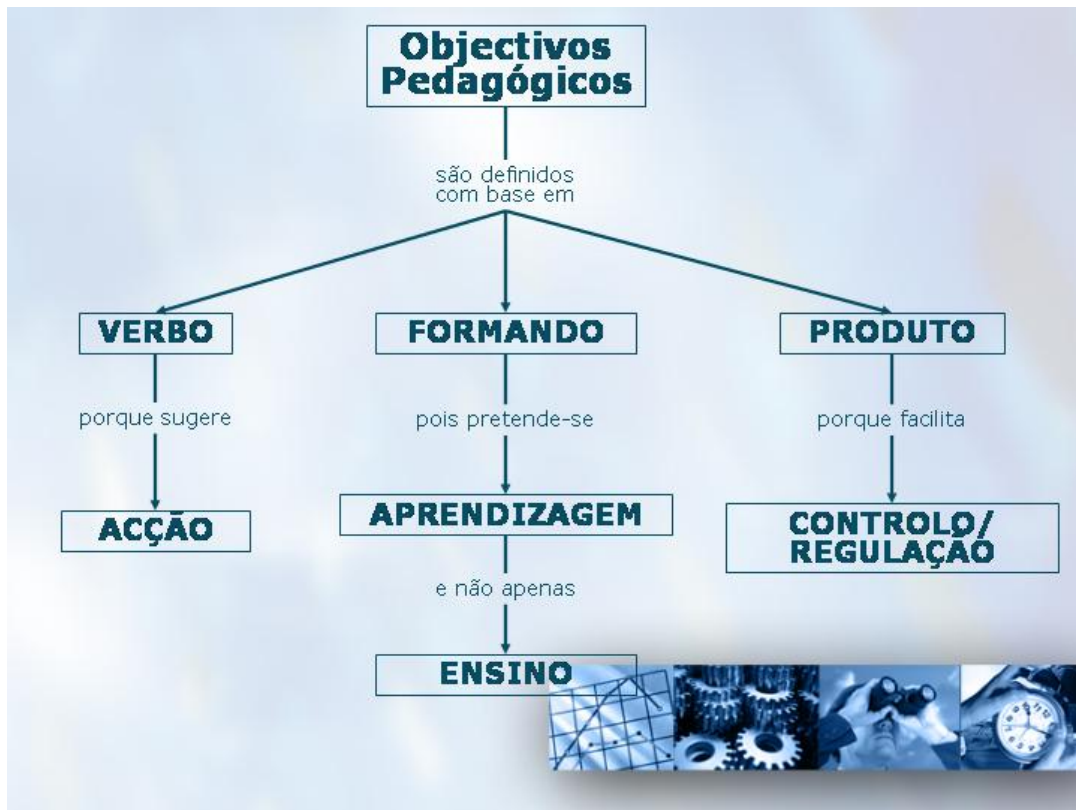 Objectivos
Pedagógicos
são definidos
com base em
VERBO
FORMANDO
PRODUTO
porque sugere
pois pretende-se
porque facilita
ACÇÃO
APRENDIZAGEM
CONTROLO/
REGULAÇÃO
e não apenas
ENSINO